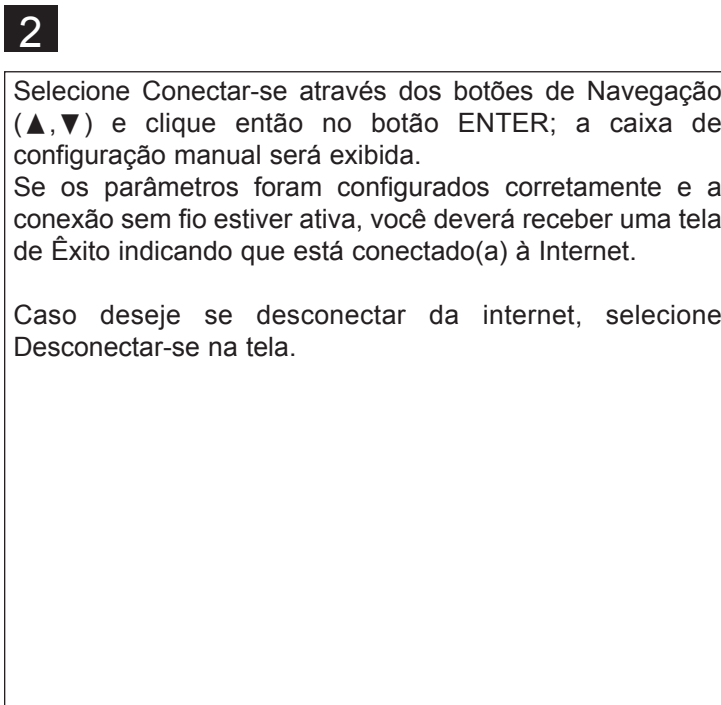 2
Selecione Conectar-se através dos botões de Navegação
(▲,▼) e clique então no botão ENTER; a caixa de
configuração manual será exibida.
Se os parâmetros foram configurados corretamente e a
conexão sem fio estiver ativa, você deverá receber uma tela
de Êxito indicando que está conectado(a) à Internet.
Caso deseje se desconectar da internet, selecione
Desconectar-se na tela.